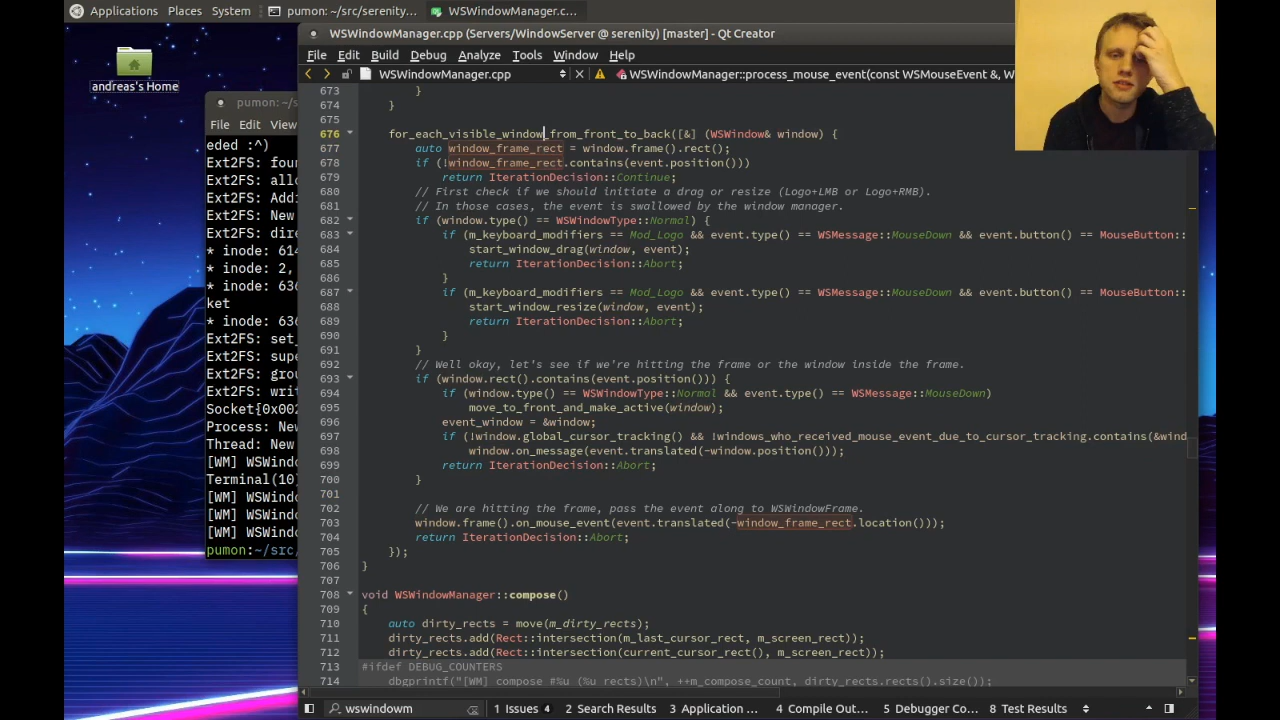 Applications Places System pumon: ~/src/serenity... WSWindowManager.c...
WSWindowManager.cpp (Servers/WindowServer @ serenity) [master] - Qt Creator
File Edit Build Debug Analyze Tools Window Help
WSWindowManager.cpp WSWindowManager::process_mouse_event(const WSMouseEvent &, W
andreas's Home
pumon: ~/s
File Edit View
eded :^)
Ext2FS: fou
Ext2FS: allo
Ext2FS: Addi
Ext2FS: New
Ext2FS: dire
* inode: 614
* inode: 2,
* inode: 636
ket
* inode: 636
Ext2FS: set_
Ext2FS: supe
Ext2FS: grou
Ext2FS: writ
Socket{0x002
Process: New
Thread: New
[WM] WSWindo
Terminal(10)
[WM] WSWindo
[WM] WSWindo
[WM] WSWindo
pumon:~/src/
673 }
674 }
675
676 for_each_visible_window_from_front_to_back([&] (WSWindow& window) {
677 auto window_frame_rect = window.frame().rect();
678 if (!window_frame_rect.contains(event.position()))
679 return IterationDecision::Continue;
680 // First check if we should initiate a drag or resize (Logo+LMB or Logo+RMB).
681 // In those cases, the event is swallowed by the window manager.
682 if (window.type() == WSWindowType::Normal) {
683 if (m_keyboard_modifiers == Mod_Logo && event.type() == WSMessage::MouseDown && event.button() == MouseButton::
684 start_window_drag(window, event);
685 return IterationDecision::Abort;
686 }
687 if (m_keyboard_modifiers == Mod_Logo && event.type() == WSMessage::MouseDown && event.button() == MouseButton::
688 start_window_resize(window, event);
689 return IterationDecision::Abort;
690 }
691 }
692 // Well okay, let's see if we're hitting the frame or the window inside the frame.
693 if (window.rect().contains(event.position())) {
694 if (window.type() == WSWindowType::Normal && event.type() == WSMessage::MouseDown)
695 move_to_front_and_make_active(window);
696 event_window = &window;
697 if (!window.global_cursor_tracking() && !windows_who_received_mouse_event_due_to_cursor_tracking.contains(&wind
698 window.on_message(event.translated(-window.position()));
699 return IterationDecision::Abort;
700 }
701
702 // We are hitting the frame, pass the event along to WSWindowFrame.
703 window.frame().on_mouse_event(event.translated(-window_frame_rect.location()));
704 return IterationDecision::Abort;
705 });
706 }
707
708 void WSWindowManager::compose()
709 {
710 auto dirty_rects = move(m_dirty_rects);
711 dirty_rects.add(Rect::intersection(m_last_cursor_rect, m_screen_rect));
712 dirty_rects.add(Rect::intersection(current_cursor_rect(), m_screen_rect));
713 #ifdef DEBUG_COUNTERS
714
wswindowm 1 Issues 4 2 Search Results 3 Application ... 4 Compile Out... 5 Debugger Co... 8 Test Results